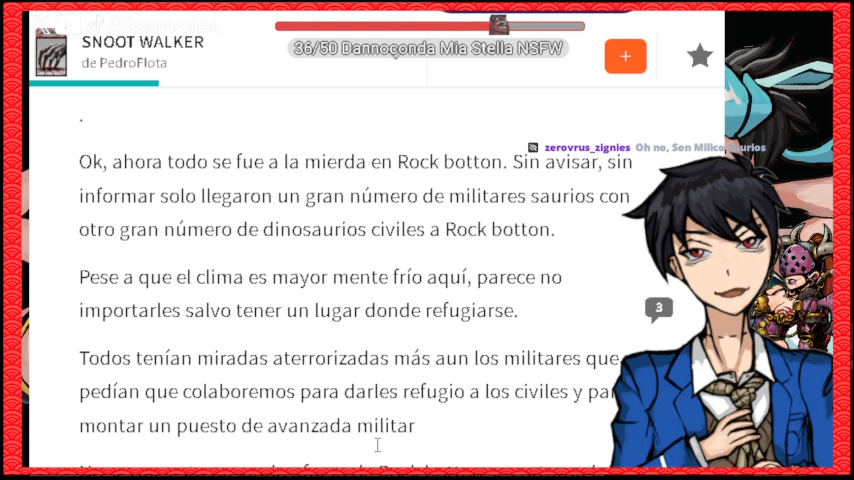 SNOOT WALKER
de PedroFlota
36/50 Dannoconda Mia Stella NSFW
+
.
zerovrus_zignies Oh no, Son Milico Saurios
Ok, ahora todo se fue a la mierda en Rock botton. Sin avisar, sin
informar solo llegaron un gran número de militares saurios con
otro gran número de dinosaurios civiles a Rock botton.
Pese a que el clima es mayor mente frío aquí, parece no
importarles salvo tener un lugar donde refugiarse.
3
Todos tenían miradas aterrorizadas más aun los militares que
pedían que colaboremos para darles refugio a los civiles y
montar un puesto de avanzada militar